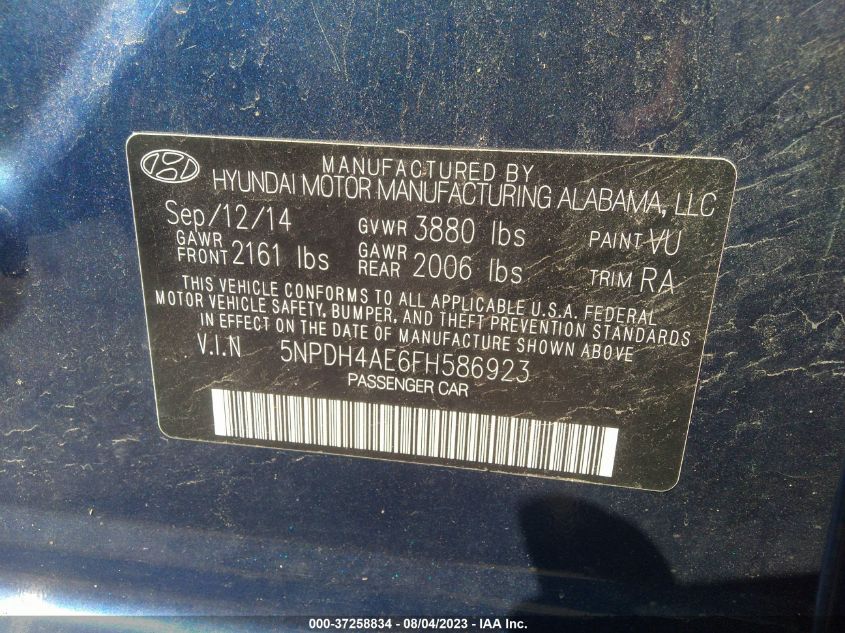 MANUFACTURED BY
HYUNDAI MOTOR MANUFACTURING ALABAMA, LLC
Sep/12/14 GVWR 3880 lbs PAINT VU
GAWR FRONT 2161 lbs GAWR REAR 2006 lbs TRIM RA
THIS VEHICLE CONFORMS TO ALL APPLICABLE U.S.A. FEDERAL
MOTOR VEHICLE SAFETY, BUMPER, AND THEFT PREVENTION STANDARDS
IN EFFECT ON THE DATE OF MANUFACTURE SHOWN ABOVE
V.I.N 5NPDH4AE6FH586923
PASSENGER CAR
000-37258834 - 08/04/2023 - IAA Inc.